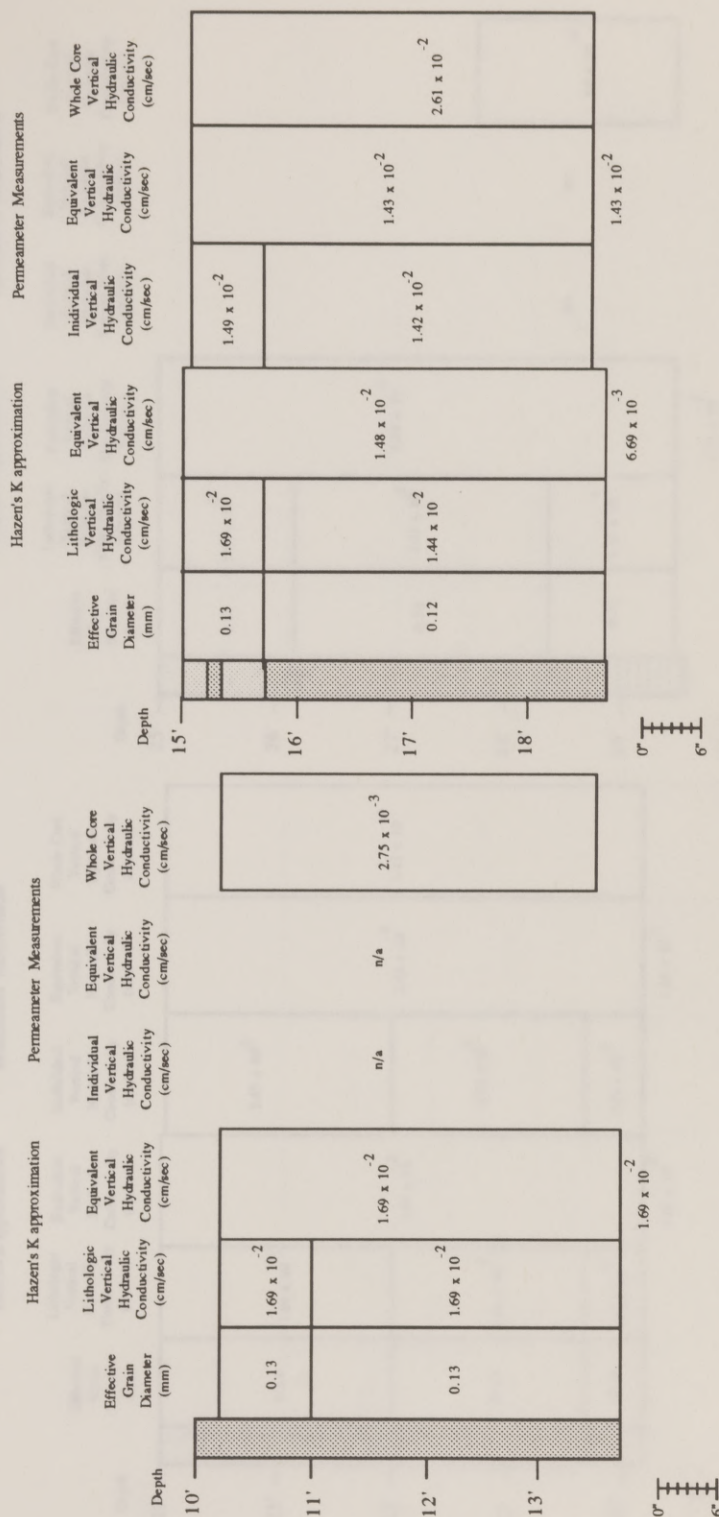 Hazen's K approximation
Permeameter Measurements
Depth
Effective
Grain
Diameter
(mm)
Lithologic
Vertical
Hydraulic
Conductivity
(cm/sec)
Equivalent
Vertical
Hydraulic
Conductivity
(cm/sec)
Inidividual
Vertical
Hydraulic
Conductivity
(cm/sec)
Equivalent
Vertical
Hydraulic
Conductivity
(cm/sec)
Whole Core
Vertical
Hydraulic
Conductivity
(cm/sec)
10'
11'
12'
13'
0.13
0.13
1.69 x 10 -2
1.69 x 10 -2
1.69 x 10 -2
n/a
n/a
2.75 x 10 -3
1.69 x 10 -2
0"
6"
Hazen's K approximation
Permeameter Measurements
Depth
Effective
Grain
Diameter
(mm)
Lithologic
Vertical
Hydraulic
Conductivity
(cm/sec)
Equivalent
Vertical
Hydraulic
Conductivity
(cm/sec)
Inidividual
Vertical
Hydraulic
Conductivity
(cm/sec)
Equivalent
Vertical
Hydraulic
Conductivity
(cm/sec)
Whole Core
Vertical
Hydraulic
Conductivity
(cm/sec)
15'
16'
17'
18'
0.13
0.12
1.69 x 10 -2
1.44 x 10 -2
1.48 x 10 -2
1.49 x 10 -2
1.42 x 10 -2
1.43 x 10 -2
2.61 x 10 -2
6.69 x 10 -3
1.43 x 10 -2
0"
6"